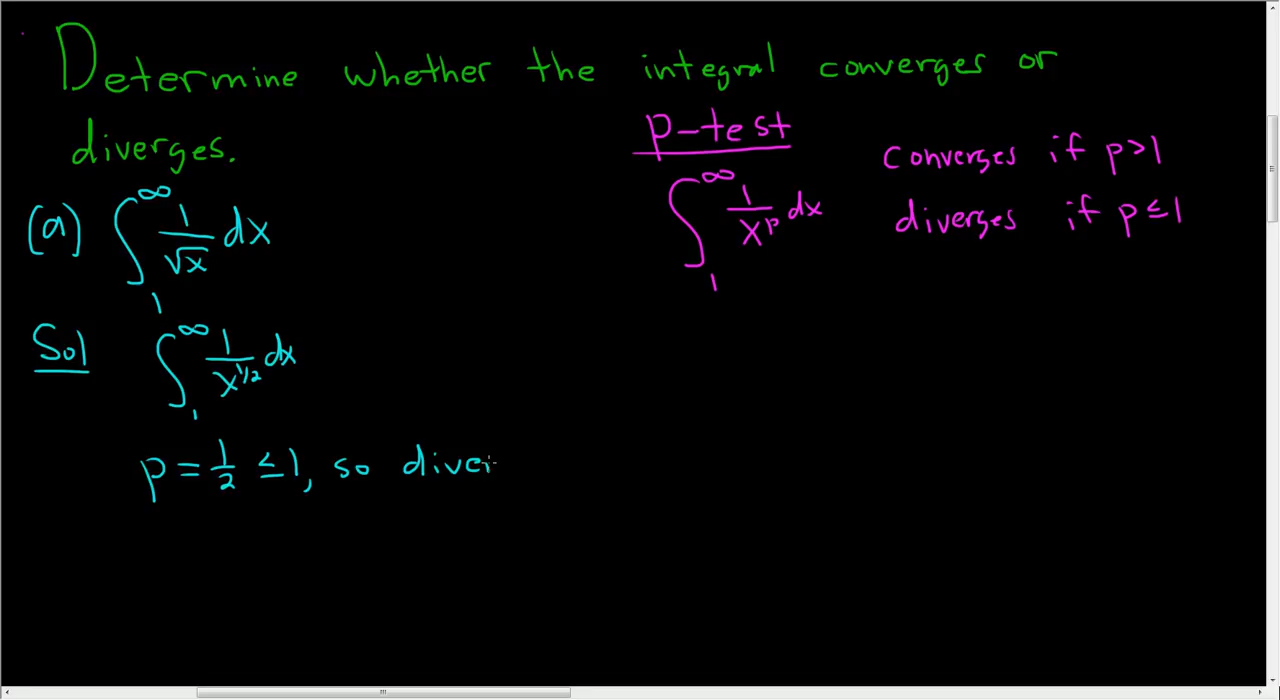 Determine whether the integral converges or
diverges.
p-test
∫₁^∞ 1/x^p dx
converges if p>1
diverges if p≤1
(a) ∫₁^∞ 1/√x dx
Sol ∫₁^∞ 1/x^{1/2} dx
p = 1/2 ≤ 1, so diver